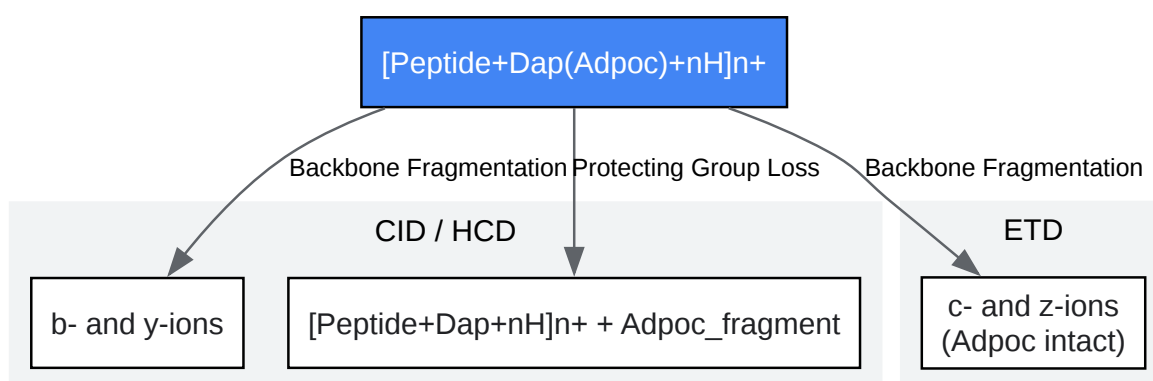 [Peptide+Dap(Adpoc)+nH]n+
Backbone Fragmentation
Protecting Group Loss
Backbone Fragmentation
CID / HCD
ETD
b- and y-ions
[Peptide+Dap+nH]n+ + Adpoc_fragment
c- and z-ions
(Adpoc intact)